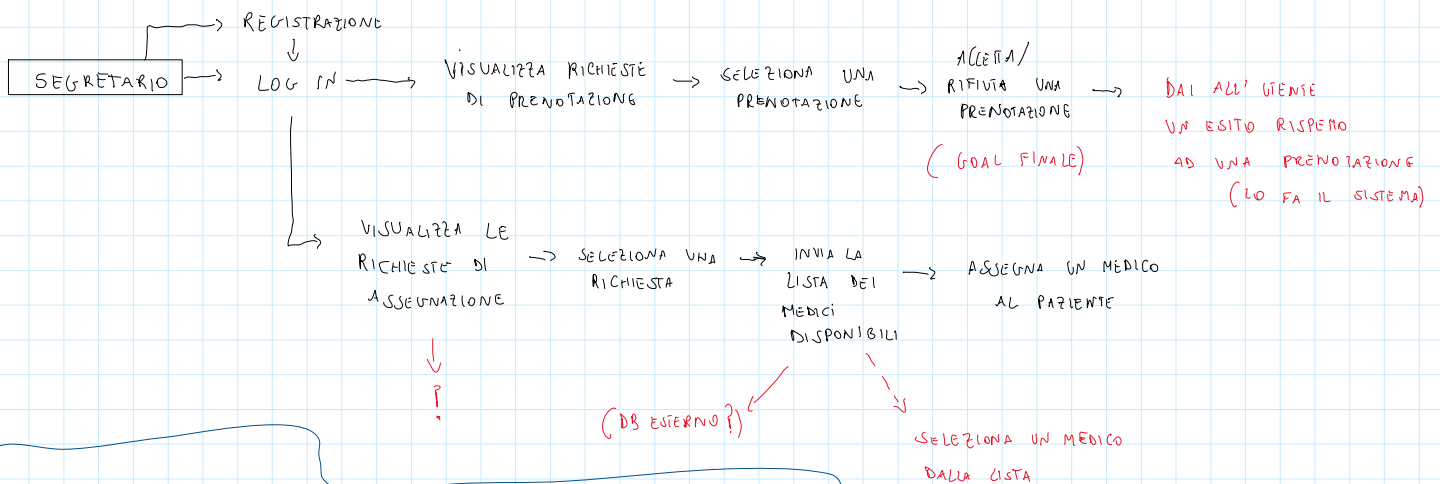 REGISTRAZIONE
SEGRETARIO
LOG IN
VISUALIZZA RICHIESTE
DI PRENOTAZIONE
SELEZIONA UNA
PRENOTAZIONE
ACCETTA/
RIFIUTA UNA
PRENOTAZIONE
(GOAL FINALE)
DAI ALL' UTENTE
UN ESITO RISPETTO
AD UNA PRENOTAZIONE
(LO FA IL SISTEMA)
VISUALIZZA LE
RICHIESTE DI
ASSEGNAZIONE
?
SELEZIONA UNA
RICHIESTA
INVIA LA
LISTA DEI
MEDICI
DISPONIBILI
ASSEGNA UN MEDICO
AL PAZIENTE
(DB ESTERNO?)
SELEZIONA UN MEDICO
DALLA LISTA